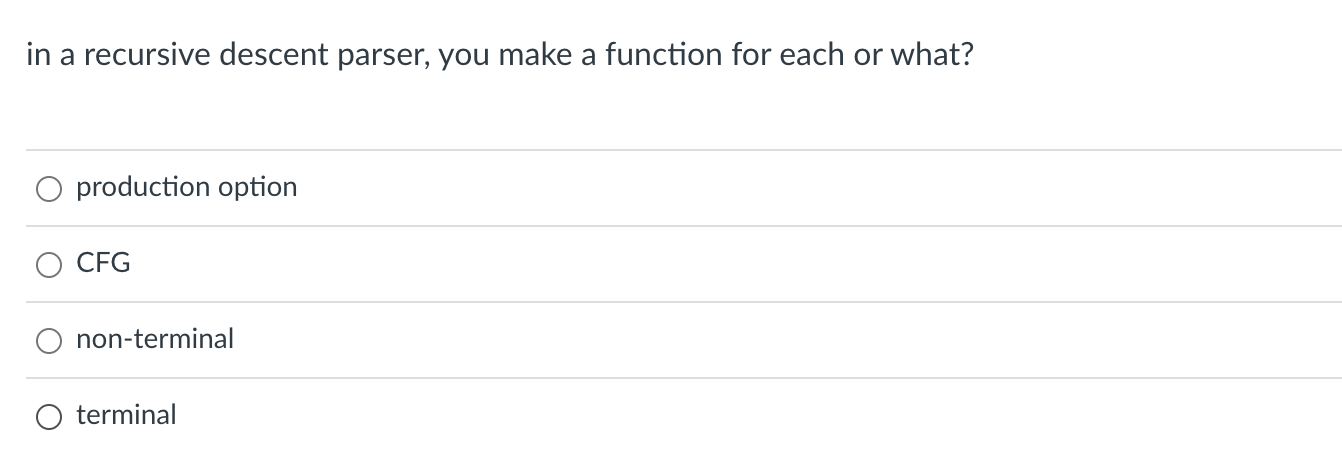 in a recursive descent parser, you make a function for each or what?
production option
CFG
non-terminal
terminal